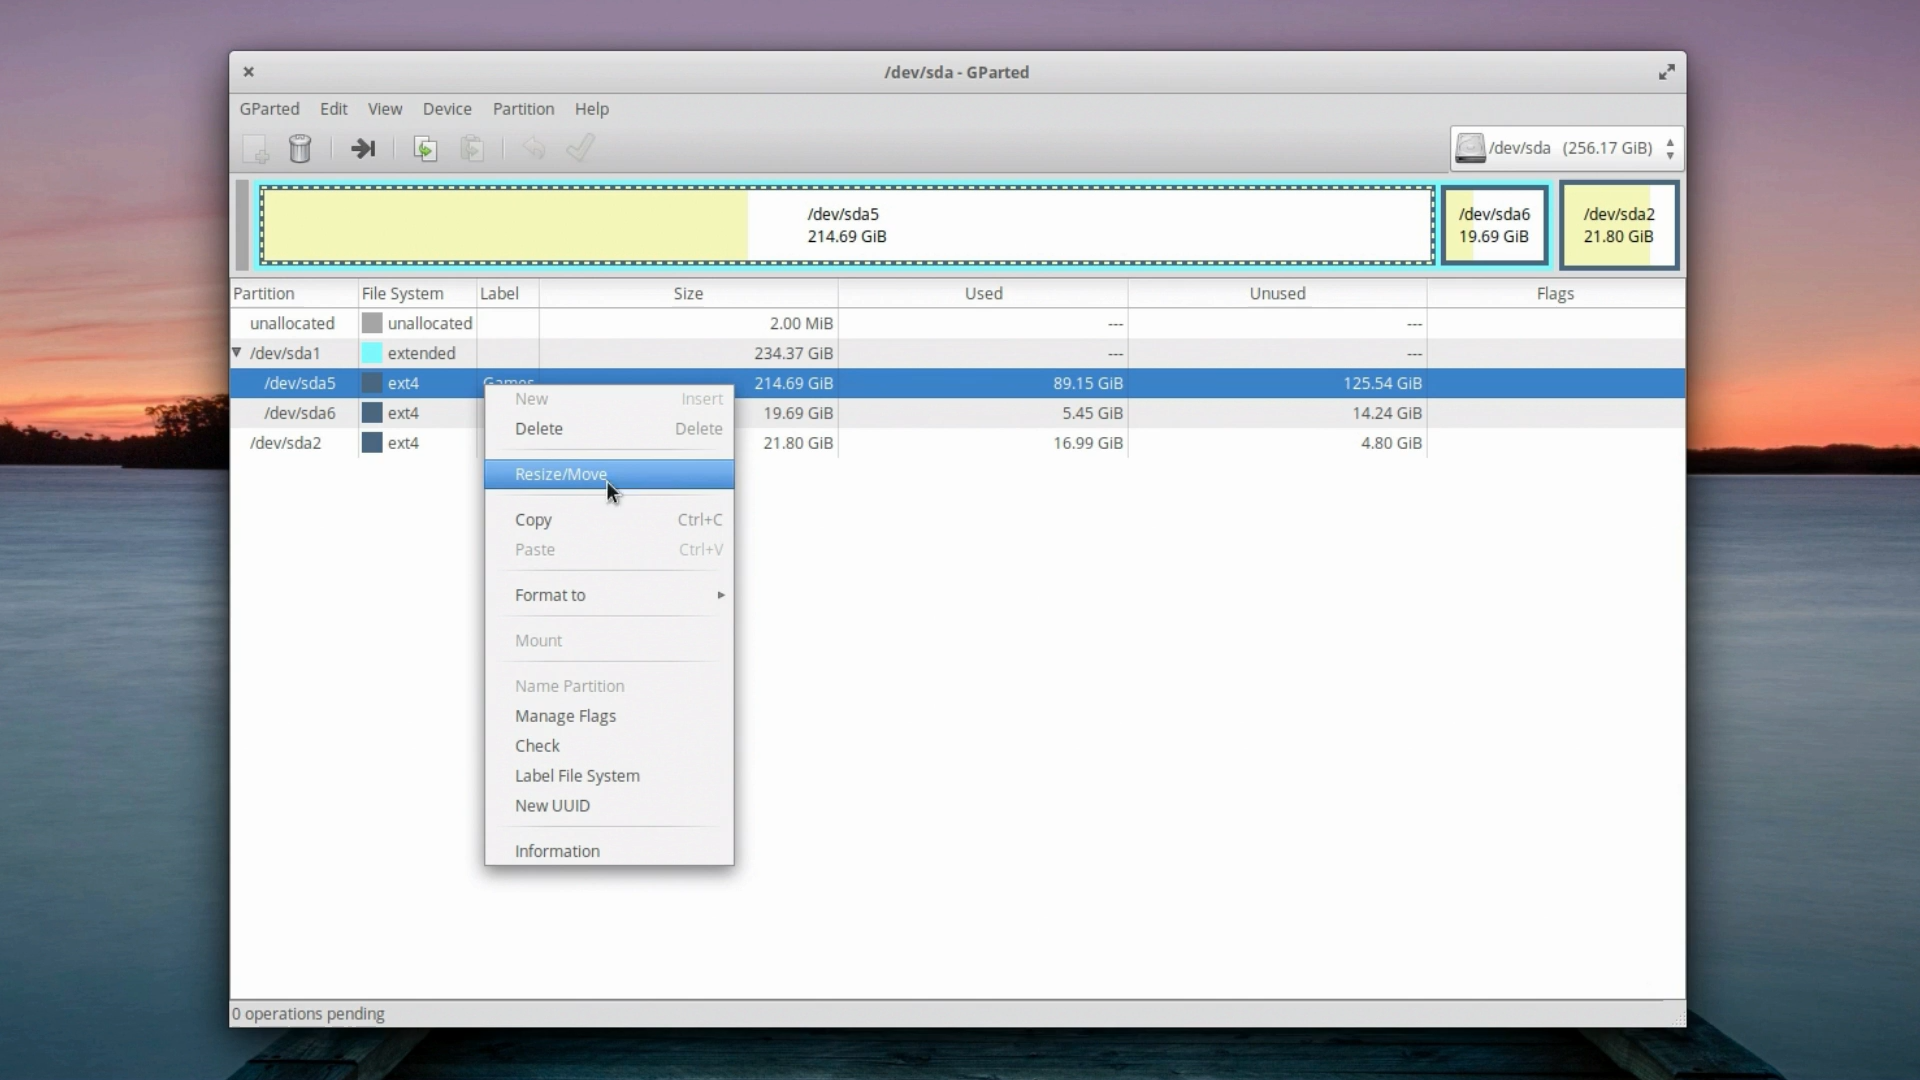 /dev/sda - GParted
GParted Edit View Device Partition Help
/dev/sda (256.17 GiB)
/dev/sda5
214.69 GiB
/dev/sda6
19.69 GiB
/dev/sda2
21.80 GiB
Partition File System Label Size Used Unused Flags
unallocated unallocated 2.00 MiB --- ---
/dev/sda1 extended 234.37 GiB --- ---
/dev/sda5 ext4 Games 214.69 GiB 89.15 GiB 125.54 GiB
/dev/sda6 ext4 19.69 GiB 5.45 GiB 14.24 GiB
/dev/sda2 ext4 21.80 GiB 16.99 GiB 4.80 GiB
New Insert
Delete Delete
Resize/Move
Copy Ctrl+C
Paste Ctrl+V
Format to
Mount
Name Partition
Manage Flags
Check
Label File System
New UUID
Information
0 operations pending